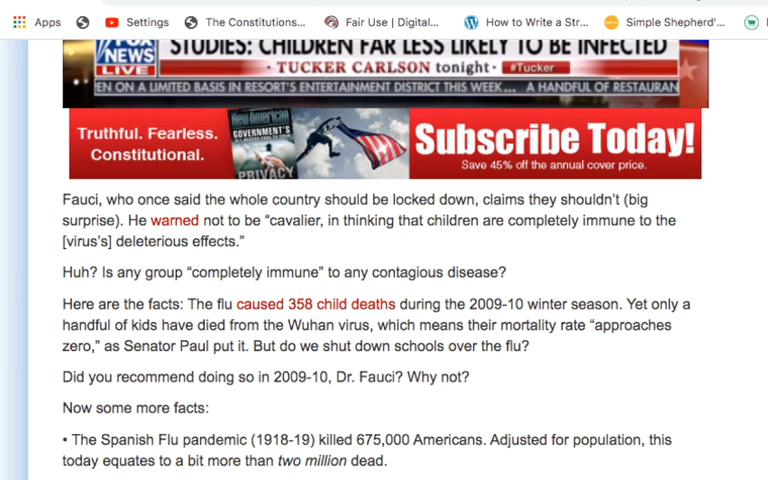 Apps Settings The Constitutions... Fair Use | Digital... How to Write a Str... Simple Shepherd'...
FOX
NEWS
LIVE
STUDIES: CHILDREN FAR LESS LIKELY TO BE INFECTED
• TUCKER CARLSON tonight • #Tucker
EN ON A LIMITED BASIS IN RESORT'S ENTERTAINMENT DISTRICT THIS WEEK... A HANDFUL OF RESTAURAN
Truthful. Fearless.
Constitutional.
New American
GOVERNMENT'S
PRIVACY
Subscribe Today!
Save 45% off the annual cover price.
Fauci, who once said the whole country should be locked down, claims they shouldn’t (big
surprise). He warned not to be “cavalier, in thinking that children are completely immune to the
[virus’s] deleterious effects.”
Huh? Is any group “completely immune” to any contagious disease?
Here are the facts: The flu caused 358 child deaths during the 2009-10 winter season. Yet only a
handful of kids have died from the Wuhan virus, which means their mortality rate “approaches
zero,” as Senator Paul put it. But do we shut down schools over the flu?
Did you recommend doing so in 2009-10, Dr. Fauci? Why not?
Now some more facts:
• The Spanish Flu pandemic (1918-19) killed 675,000 Americans. Adjusted for population, this
today equates to a bit more than two million dead.